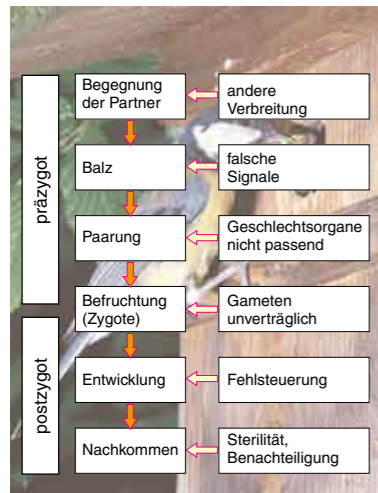 präzygot
Begegnung
der Partner
andere
Verbreitung
Balz
falsche
Signale
Paarung
Geschlechtsorgane
nicht passend
Befruchtung
(Zygote)
Gameten
unverträglich
postzygot
Entwicklung
Fehlsteuerung
Nachkommen
Sterilität,
Benachteiligung